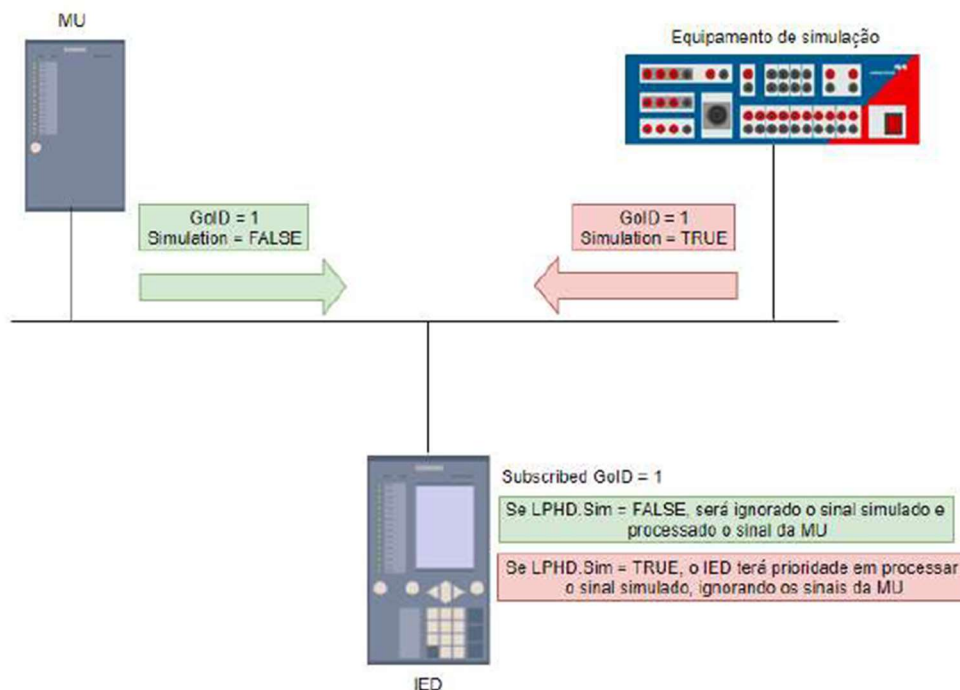 MU
Equipamento de simulação
GoID = 1
Simulation = FALSE
GoID = 1
Simulation = TRUE
Subscribed GoID = 1
Se LPHD.Sim = FALSE, será ignorado o sinal simulado e
processado o sinal da MU
Se LPHD.Sim = TRUE, o IED terá prioridade em processar
o sinal simulado, ignorando os sinais da MU
IED